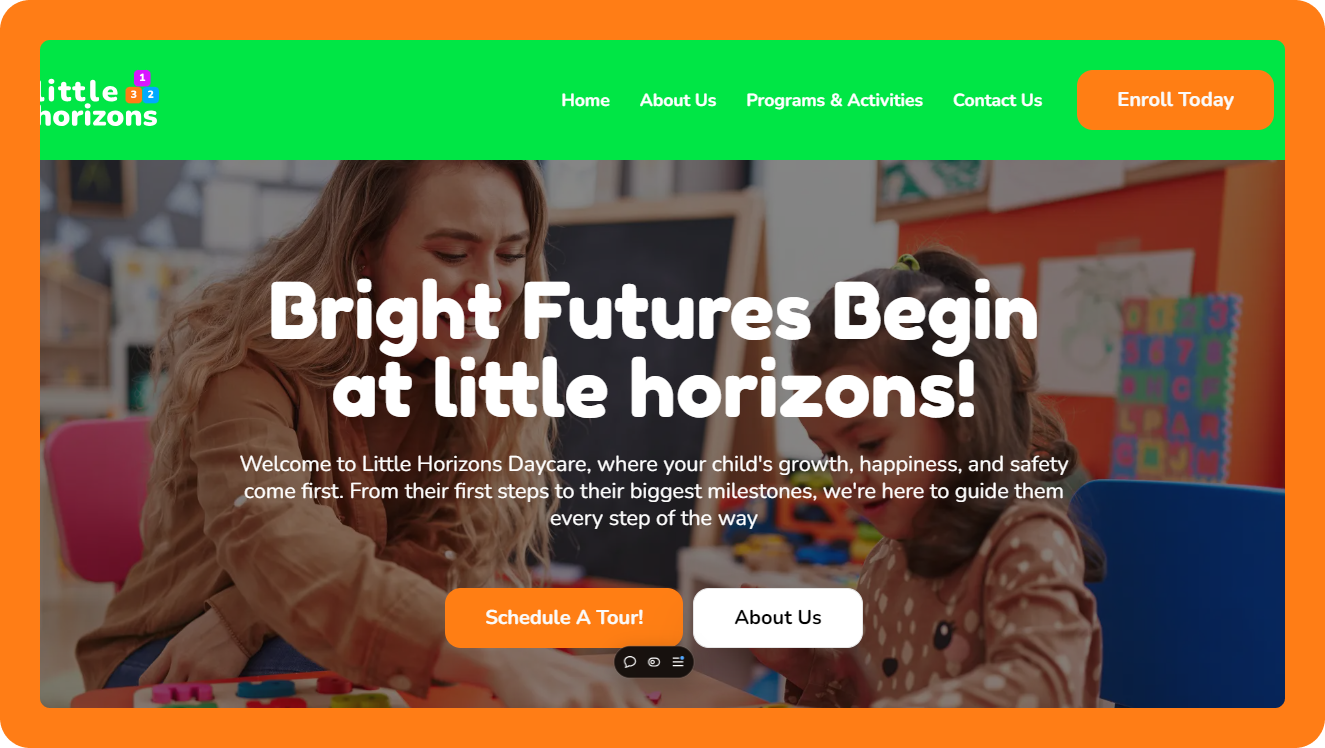 little
1
3 2
horizons
Home About Us Programs & Activities Contact Us Enroll Today
Bright Futures Begin
at little horizons!
Welcome to Little Horizons Daycare, where your child's growth, happiness, and safety
come first. From their first steps to their biggest milestones, we're here to guide them
every step of the way
Schedule A Tour! About Us